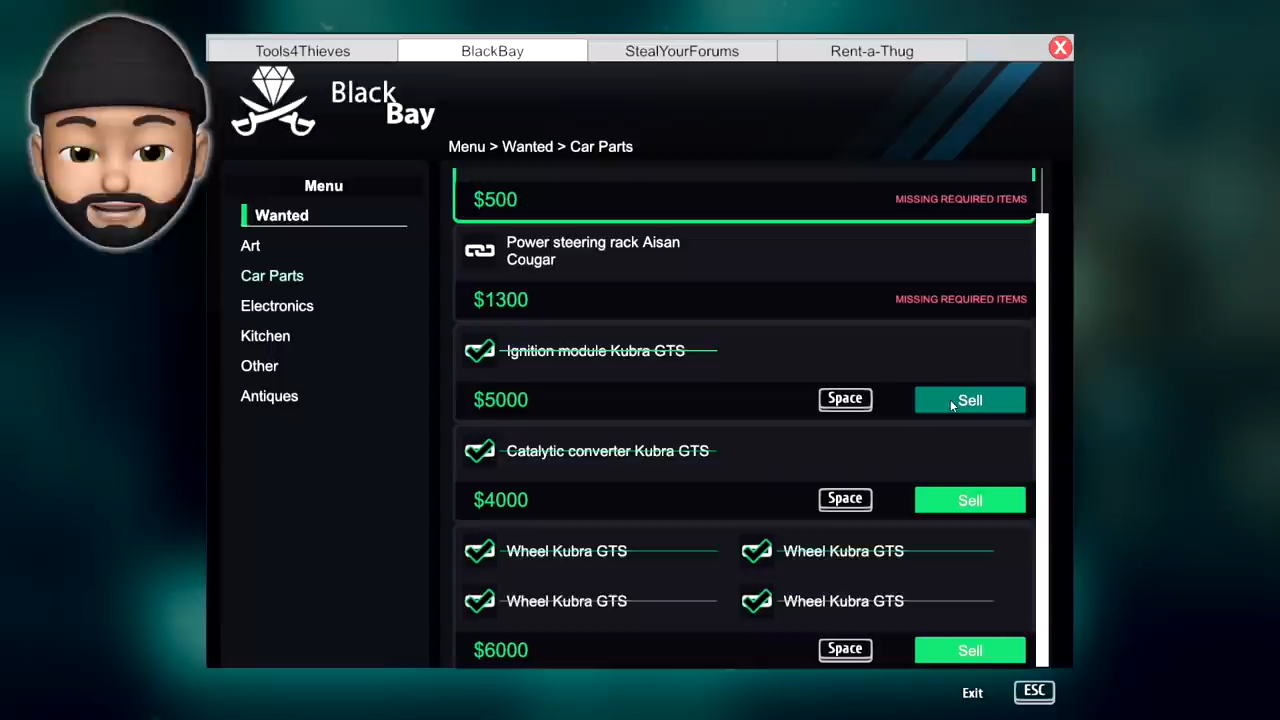 Tools4Thieves
BlackBay
StealYourForums
Rent-a-Thug
X
Black
Bay
Menu > Wanted > Car Parts
Menu
Wanted
Art
Car Parts
Electronics
Kitchen
Other
Antiques
$500
MISSING REQUIRED ITEMS
Power steering rack Aisan
Cougar
$1300
MISSING REQUIRED ITEMS
Ignition module Kubra GTS
$5000
Space
Sell
Catalytic converter Kubra GTS
$4000
Space
Sell
Wheel Kubra GTS
Wheel Kubra GTS
Wheel Kubra GTS
Wheel Kubra GTS
$6000
Space
Sell
Exit
ESC